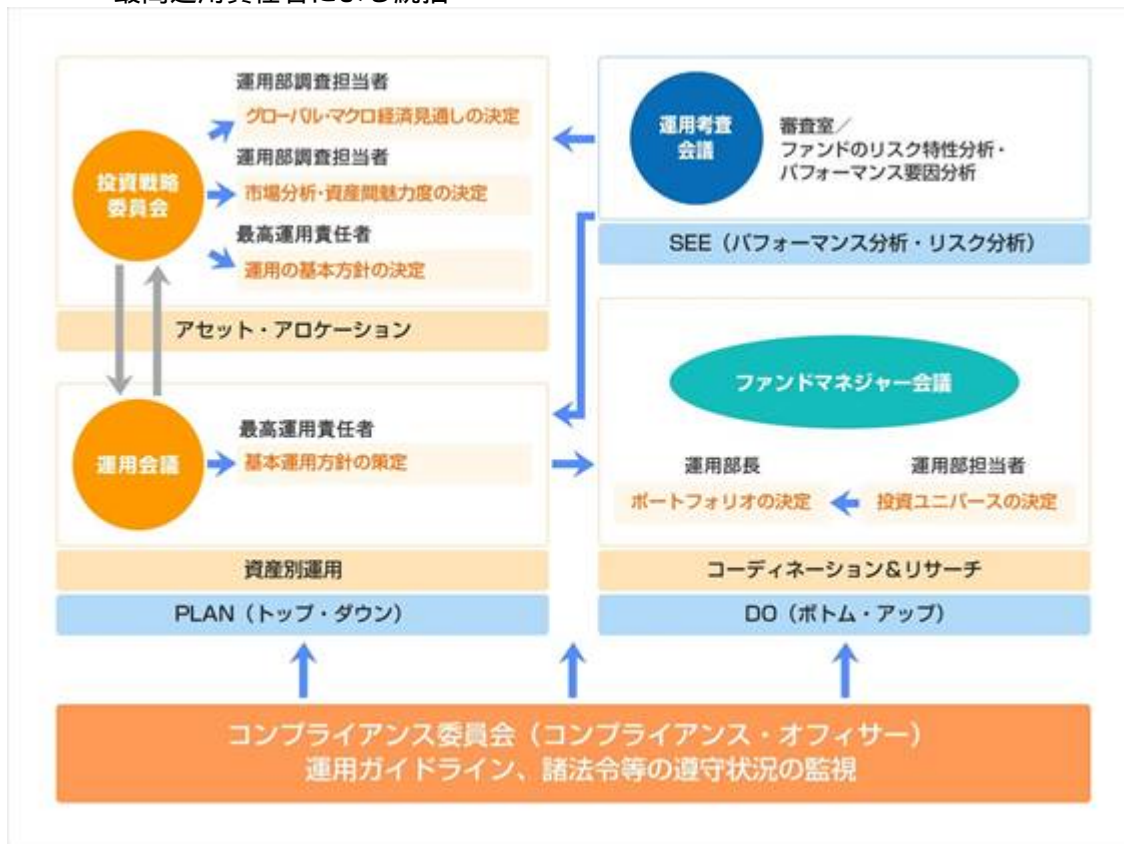 最高運用責任者による統括
運用部調査担当者
グローバル・マクロ経済見通しの決定
運用部調査担当者
市場分析・資産間魅力度の決定
最高運用責任者
運用の基本方針の決定
投資戦略
委員会
アセット・アロケーション
運用考査
会議
審査室／
ファンドのリスク特性分析・
パフォーマンス要因分析
SEE（パフォーマンス分析・リスク分析）
運用会議
最高運用責任者
基本運用方針の策定
資産別運用
PLAN（トップ・ダウン）
ファンドマネジャー会議
運用部長
ポートフォリオの決定
運用部担当者
投資ユニバースの決定
コーディネーション＆リサーチ
DO（ボトム・アップ）
コンプライアンス委員会（コンプライアンス・オフィサー）
運用ガイドライン、諸法令等の遵守状況の監視